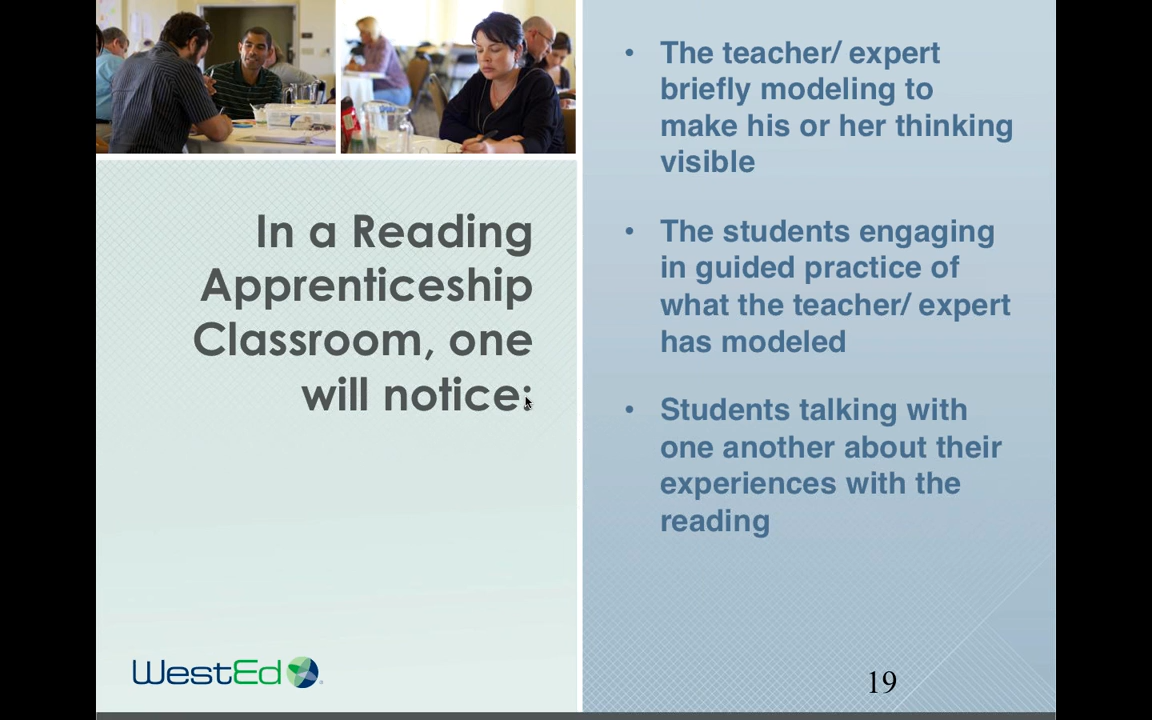 In a Reading
Apprenticeship
Classroom, one
will notice:
• The teacher/ expert
briefly modeling to
make his or her thinking
visible
• The students engaging
in guided practice of
what the teacher/ expert
has modeled
• Students talking with
one another about their
experiences with the
reading
WestEd
19